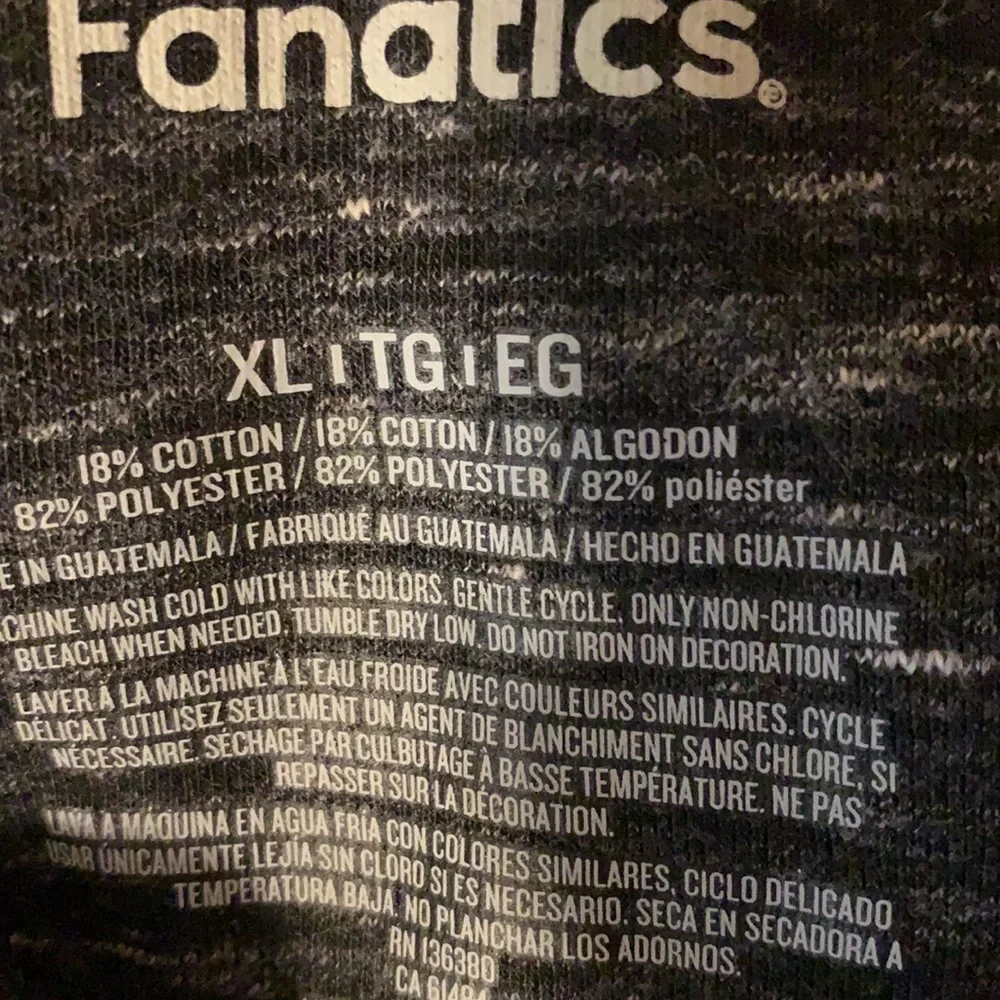 Fanatics®
XL | TG | EG
18% COTTON / 18% COTON / 18% ALGODON
82% POLYESTER / 82% POLYESTER / 82% poliéster
IN GUATEMALA / FABRIQUÉ AU GUATEMALA / HECHO EN GUATEMALA
WASH COLD WITH LIKE COLORS. GENTLE CYCLE. ONLY NON-CHLORINE
BLEACH WHEN NEEDED. TUMBLE DRY LOW. DO NOT IRON ON DECORATION.
LAVER À LA MACHINE À L'EAU FROIDE AVEC COULEURS SIMILAIRES. CYCLE
DÉLICAT. UTILISEZ SEULEMENT UN AGENT DE BLANCHIMENT SANS CHLORE, SI
NÉCESSAIRE. SÉCHAGE PAR CULBUTAGE À BASSE TEMPÉRATURE. NE PAS
REPASSER SUR LA DÉCORATION.
A MÁQUINA EN AGUA FRÍA CON COLORES SIMILARES, CICLO DELICADO
USAR ÚNICAMENTE LEJÍA SIN CLORO SI ES NECESARIO. SECA EN SECADORA A
TEMPERATURA BAJA. NO PLANCHAR LOS ADORNOS.
RN 136380
CA